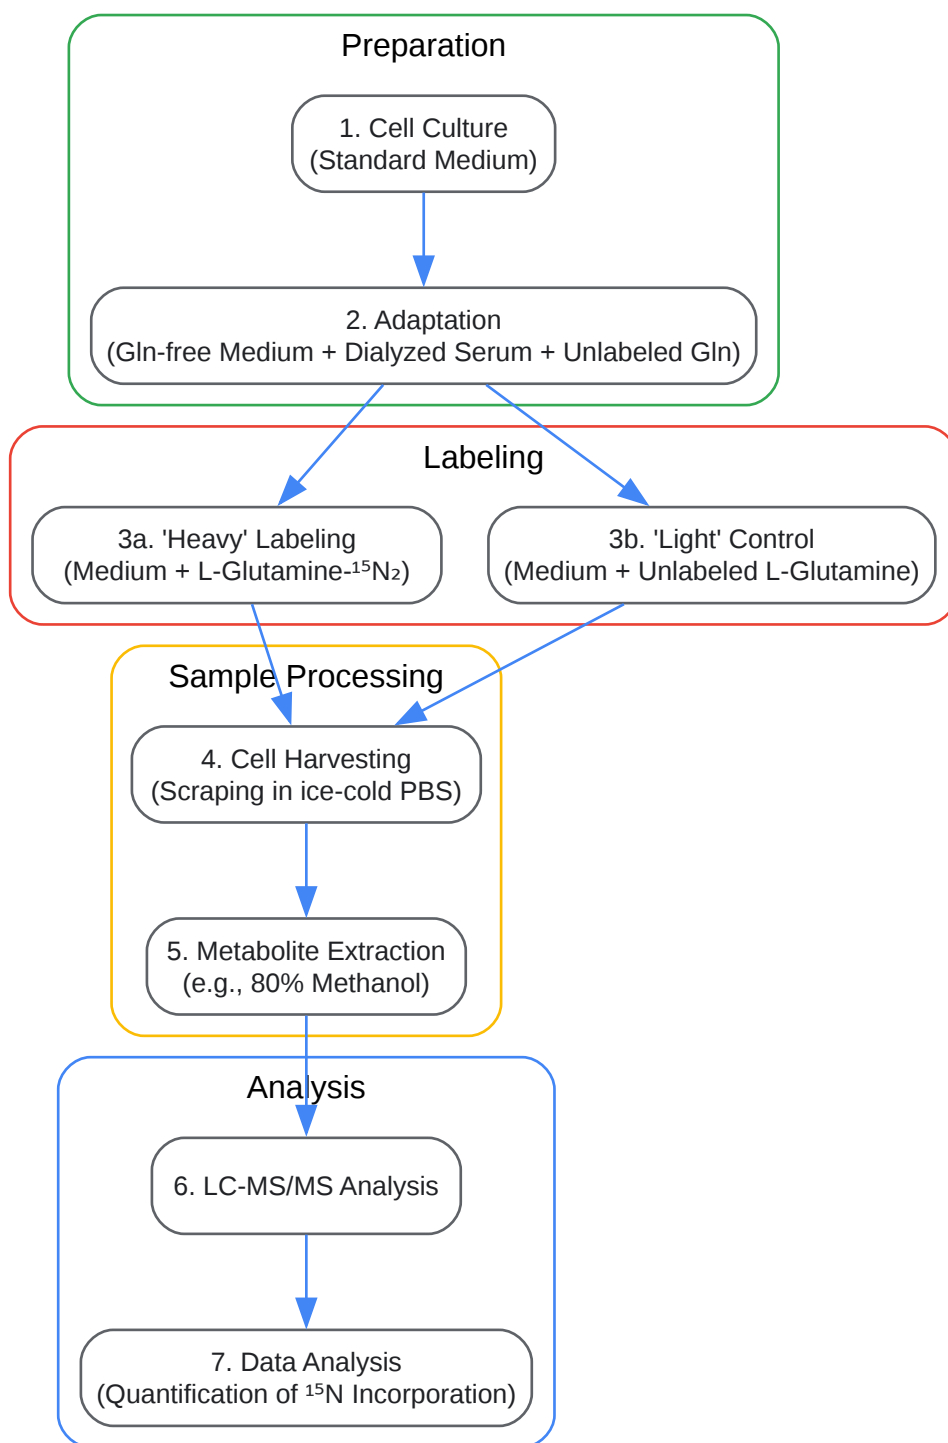 Preparation
1. Cell Culture
(Standard Medium)
2. Adaptation
(Gln-free Medium + Dialyzed Serum + Unlabeled Gln)
Labeling
3a. 'Heavy' Labeling
(Medium + L-Glutamine-¹⁵N₂)
3b. 'Light' Control
(Medium + Unlabeled L-Glutamine)
Sample Processing
4. Cell Harvesting
(Scraping in ice-cold PBS)
5. Metabolite Extraction
(e.g., 80% Methanol)
Analysis
6. LC-MS/MS Analysis
7. Data Analysis
(Quantification of ¹⁵N Incorporation)